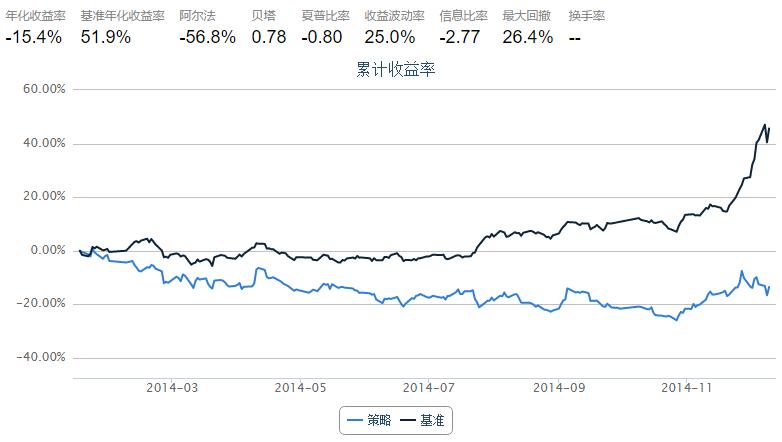 年化收益率 基准年化收益率 阿尔法 贝塔 夏普比率 收益波动率 信息比率 最大回撤 换手率
-15.4% 51.9% -56.8% 0.78 -0.80 25.0% -2.77 26.4% --
累计收益率
60.00%
40.00%
20.00%
0.00%
-20.00%
-40.00%
2014-03 2014-05 2014-07 2014-09 2014-11
策略 基准